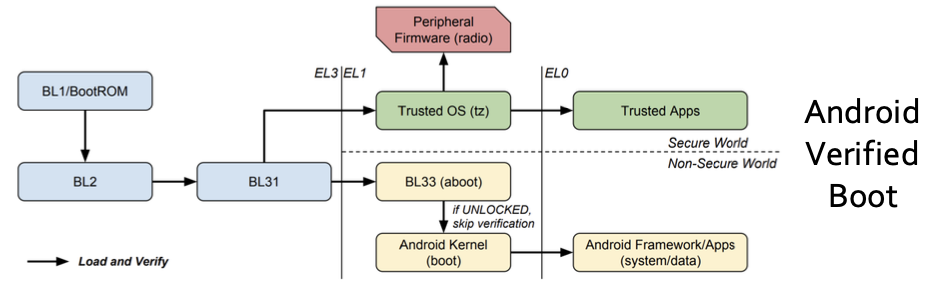 Peripheral
Firmware (radio)
EL3
EL1
EL0
BL1/BootROM
Trusted OS (tz)
Trusted Apps
Secure World
Non-Secure World
BL2
BL31
BL33 (aboot)
if UNLOCKED,
skip verification
Android Kernel
(boot)
Android Framework/Apps
(system/data)
Load and Verify
Android
Verified
Boot